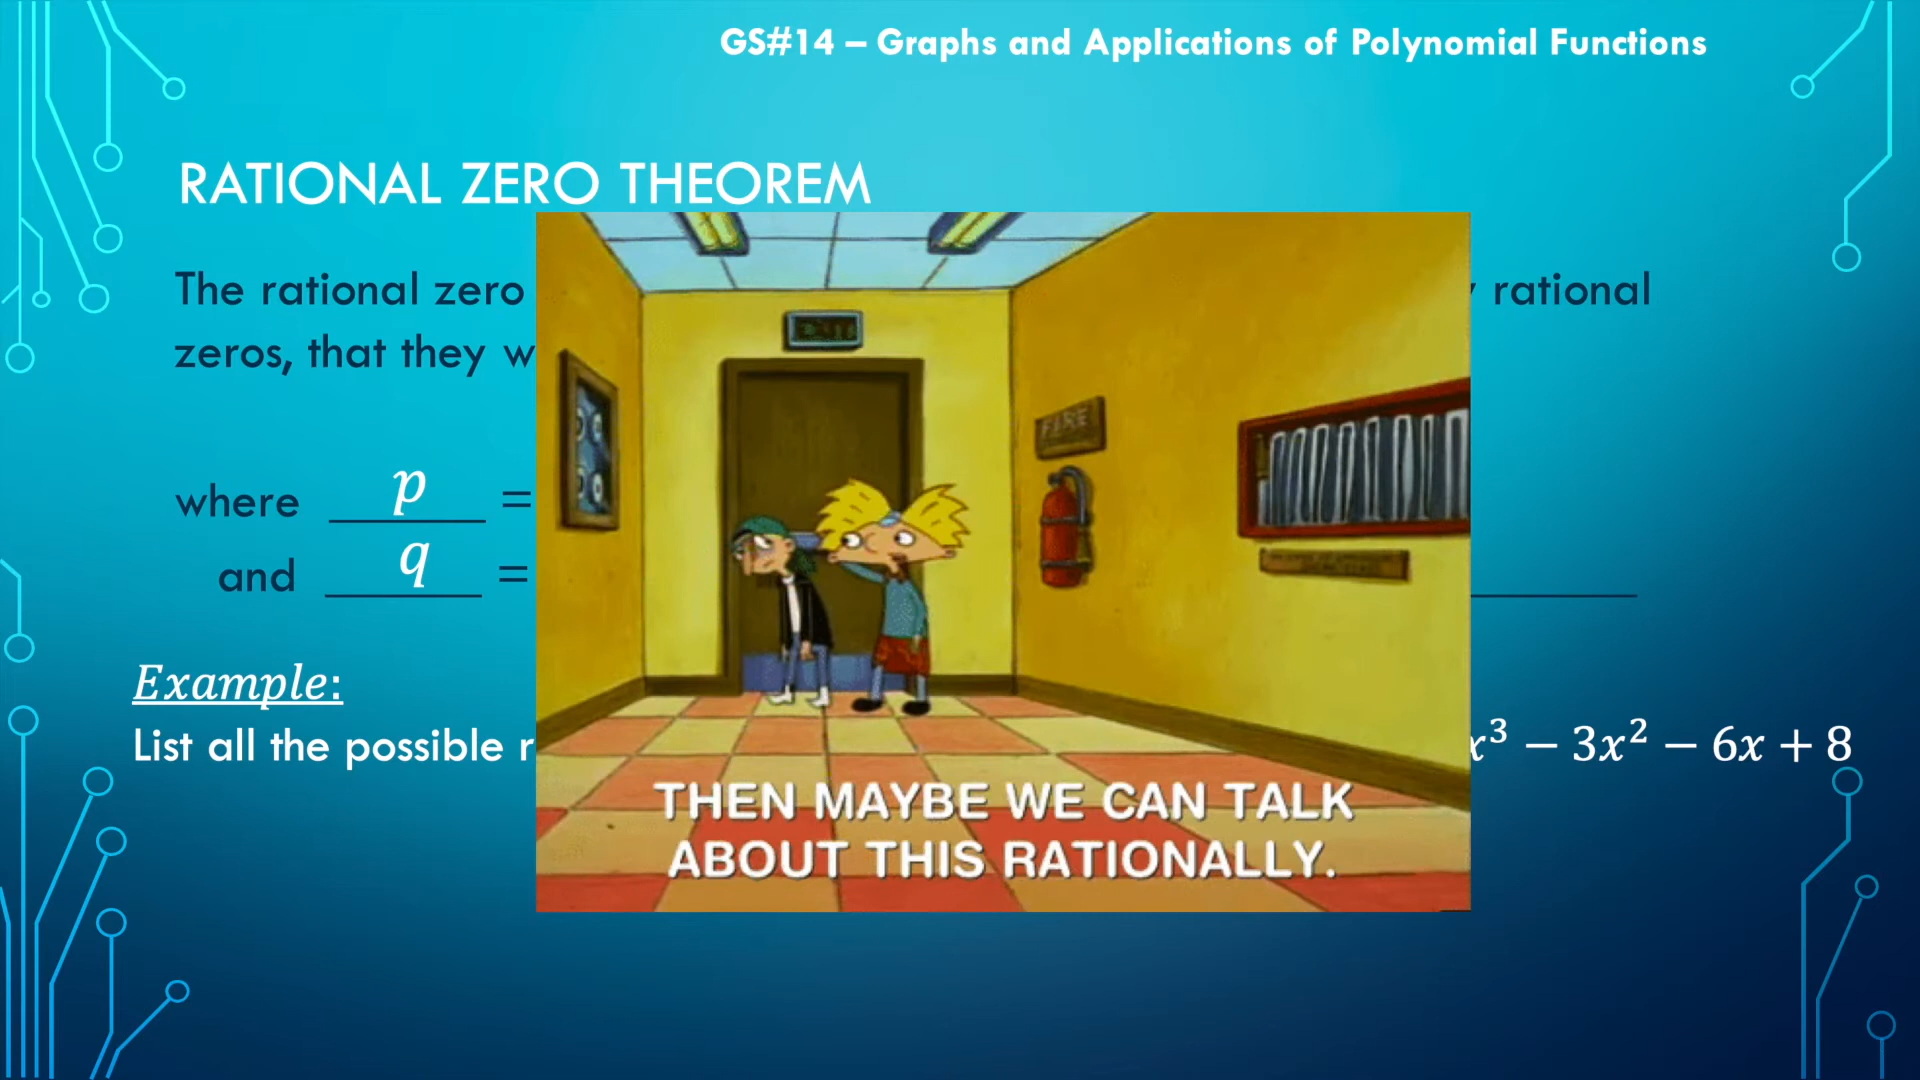 GS#14 – Graphs and Applications of Polynomial Functions
RATIONAL ZERO THEOREM
The rational zero rational
zeros, that they w
where p =
and q =
Example:
List all the possible r x³ − 3x² − 6x + 8
FIRE
THEN MAYBE WE CAN TALK
ABOUT THIS RATIONALLY.